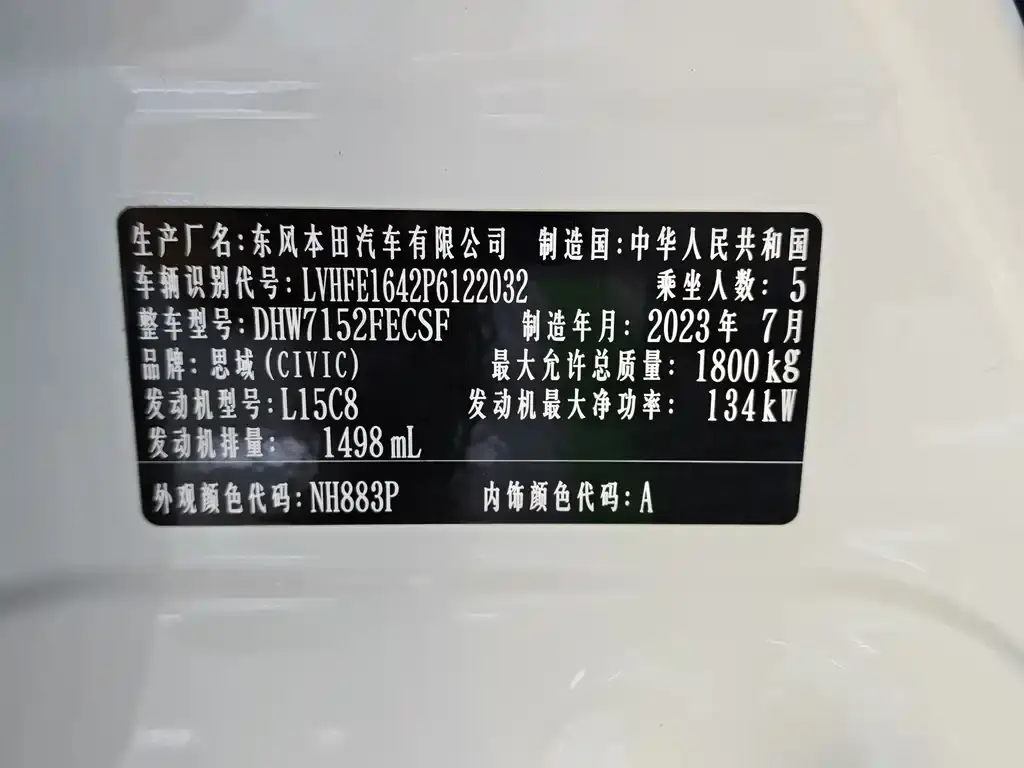 生产厂名:东风本田汽车有限公司 制造国:中华人民共和国
车辆识别代号:LVHFE1642P6122032 乘坐人数: 5
整车型号:DHW7152FECSF 制造年月: 2023年 7月
品牌: 思域(CIVIC) 最大允许总质量: 1800kg
发动机型号:L15C8 发动机最大净功率: 134kW
发动机排量: 1498mL
外观颜色代码:NH883P 内饰颜色代码:A